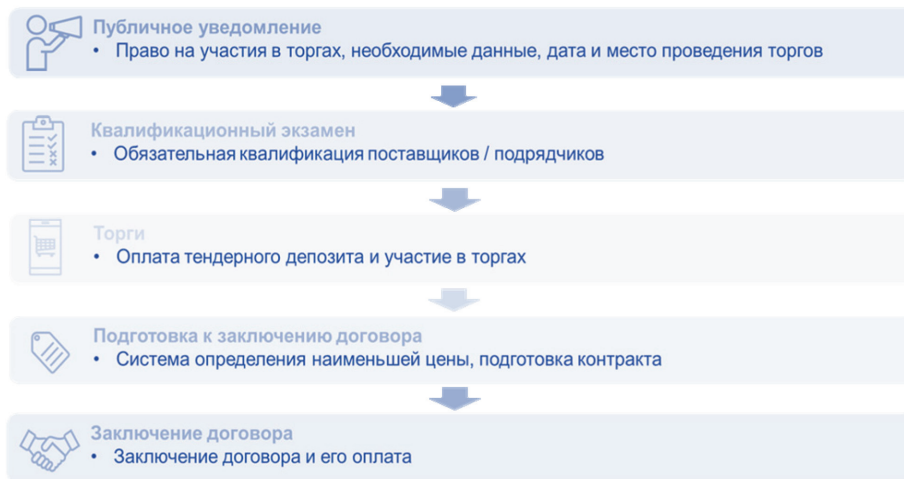 Публичное уведомление
• Право на участия в торгах, необходимые данные, дата и место проведения торгов
Квалификационный экзамен
• Обязательная квалификация поставщиков / подрядчиков
Торги
• Оплата тендерного депозита и участие в торгах
Подготовка к заключению договора
• Система определения наименьшей цены, подготовка контракта
Заключение договора
• Заключение договора и его оплата